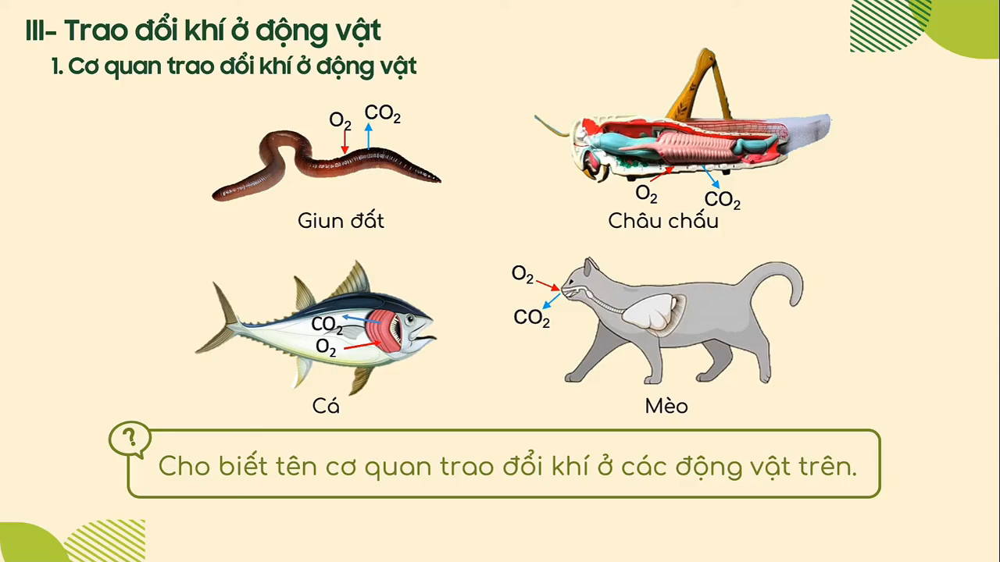 III- Trao đổi khí ở động vật
1. Cơ quan trao đổi khí ở động vật
O₂
CO₂
Giun đất
O₂
CO₂
Châu chấu
CO₂
O₂
Cá
O₂
CO₂
Mèo
?
Cho biết tên cơ quan trao đổi khí ở các động vật trên.